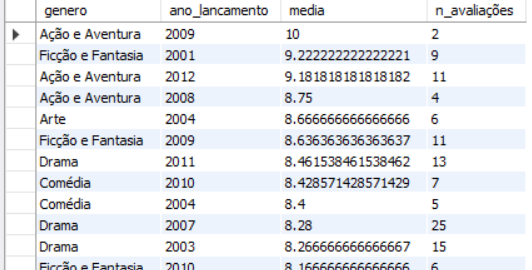 genero ano_lancamento media n_avaliações
Ação e Aventura 2009 10 2
Ficção e Fantasia 2001 9.222222222222221 9
Ação e Aventura 2012 9.181818181818182 11
Ação e Aventura 2008 8.75 4
Arte 2004 8.666666666666666 6
Ficção e Fantasia 2009 8.636363636363637 11
Drama 2011 8.461538461538462 13
Comédia 2010 8.428571428571429 7
Comédia 2004 8.4 5
Drama 2007 8.28 25
Drama 2003 8.266666666666667 15
Ficção e Fantasia 2010 8.166666666666666 6